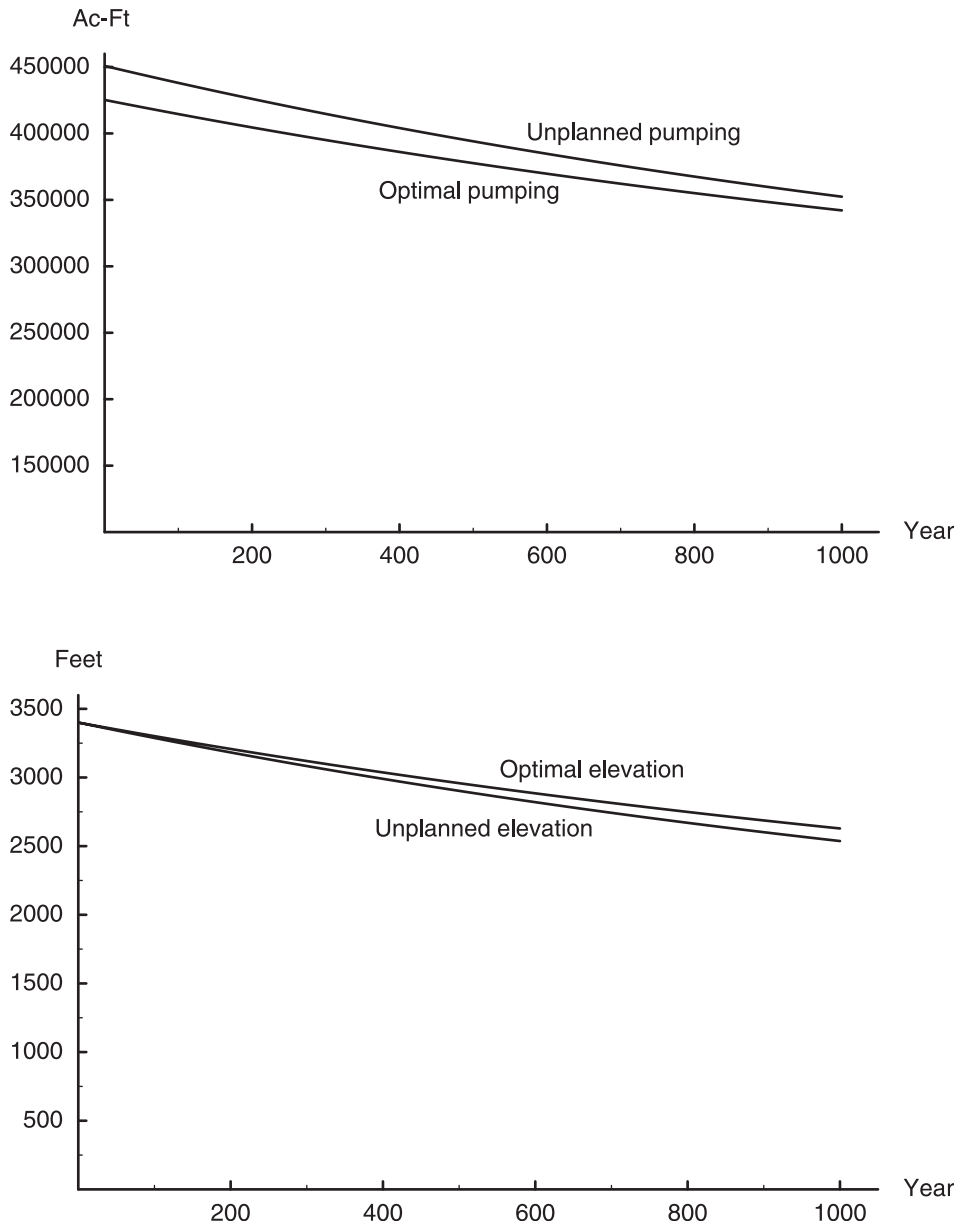 Ac-Ft
450000
400000
Unplanned pumping
350000
Optimal pumping
300000
250000
200000
150000
200 400 600 800 1000
Year
Feet
3500
3000
Optimal elevation
Unplanned elevation
2500
2000
1500
1000
500
200 400 600 800 1000
Year